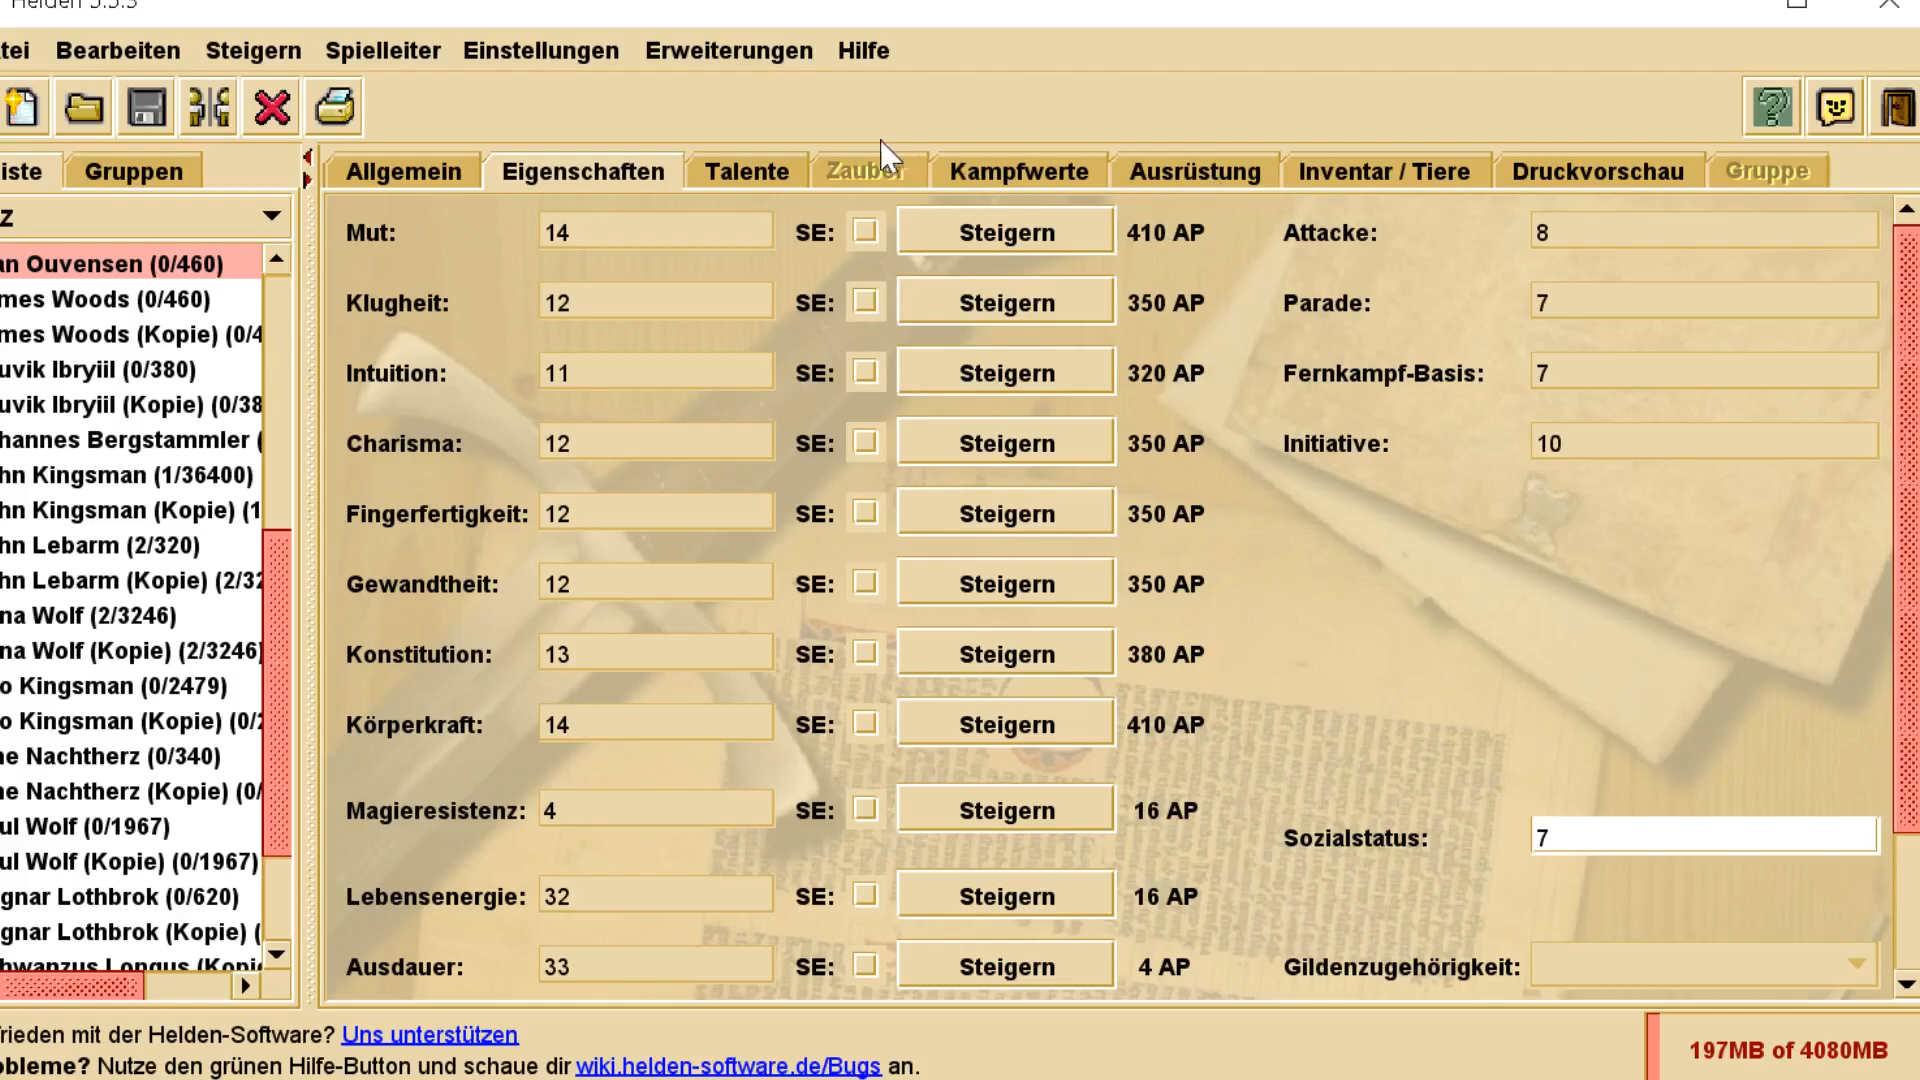 Helden 5.5.3
tei Bearbeiten Steigern Spielleiter Einstellungen Erweiterungen Hilfe
iste Gruppen Allgemein Eigenschaften Talente Zauber Kampfwerte Ausrüstung Inventar / Tiere Druckvorschau Gruppe
z
an Ouvensen (0/460)
mes Woods (0/460)
mes Woods (Kopie) (0/4
uvik Ibryiil (0/380)
uvik Ibryiil (Kopie) (0/38
hannes Bergstammler (
hn Kingsman (1/36400)
hn Kingsman (Kopie) (1
hn Lebarm (2/320)
hn Lebarm (Kopie) (2/32
na Wolf (2/3246)
na Wolf (Kopie) (2/3246)
o Kingsman (0/2479)
o Kingsman (Kopie) (0/2
ne Nachtherz (0/340)
ne Nachtherz (Kopie) (0/
ul Wolf (0/1967)
ul Wolf (Kopie) (0/1967)
gnar Lothbrok (0/620)
gnar Lothbrok (Kopie) (
hwanzus Longus (Kopie
Mut: 14 SE: Steigern 410 AP Attacke: 8
Klugheit: 12 SE: Steigern 350 AP Parade: 7
Intuition: 11 SE: Steigern 320 AP Fernkampf-Basis: 7
Charisma: 12 SE: Steigern 350 AP Initiative: 10
Fingerfertigkeit: 12 SE: Steigern 350 AP
Gewandtheit: 12 SE: Steigern 350 AP
Konstitution: 13 SE: Steigern 380 AP
Körperkraft: 14 SE: Steigern 410 AP
Magieresistenz: 4 SE: Steigern 16 AP
Sozialstatus: 7
Lebensenergie: 32 SE: Steigern 16 AP
Ausdauer: 33 SE: Steigern 4 AP Gildenzugehörigkeit:
rieden mit der Helden-Software? Uns unterstützen
obleme? Nutze den grünen Hilfe-Button und schaue dir wiki.helden-software.de/Bugs an.
197MB of 4080MB